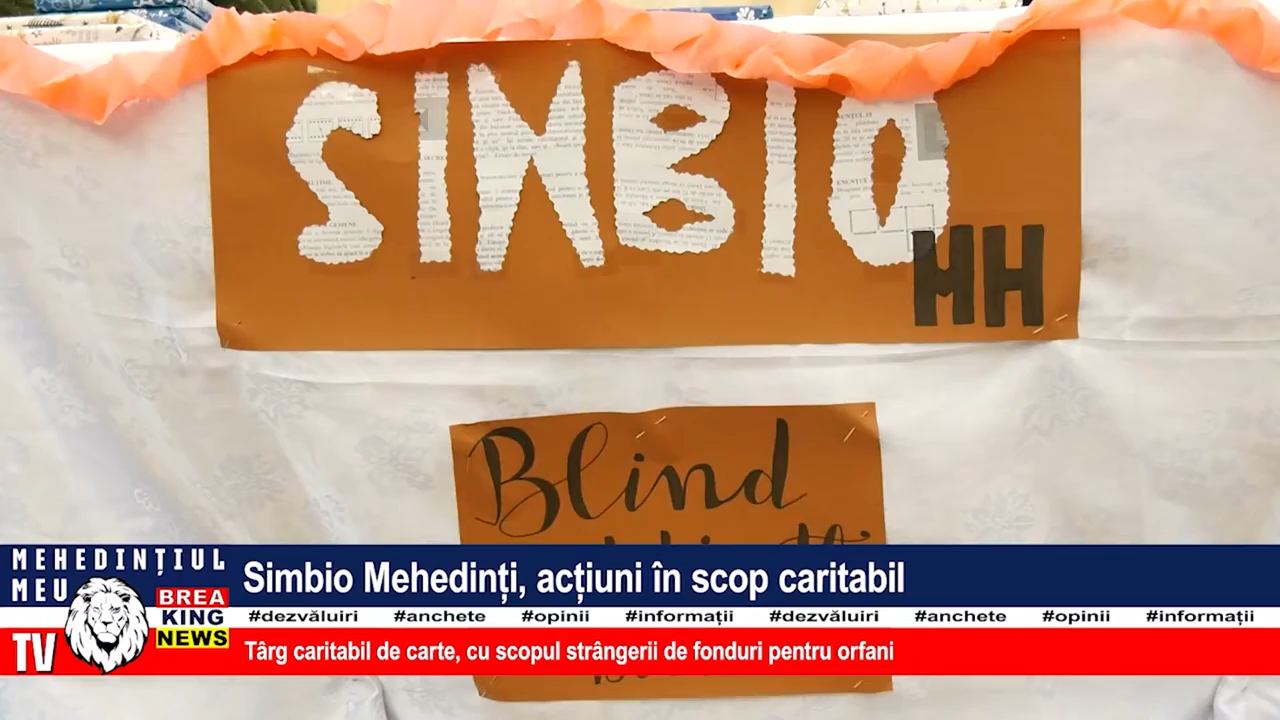 SIMBIO
MH
Blind
MEHEDINȚIUL
MEU
TV
BREA
KING
NEWS
Simbio Mehedinți, acțiuni în scop caritabil
#dezvăluiri #anchete #opinii #informații #dezvăluiri #anchete #opinii #informații
Târg caritabil de carte, cu scopul strângerii de fonduri pentru orfani